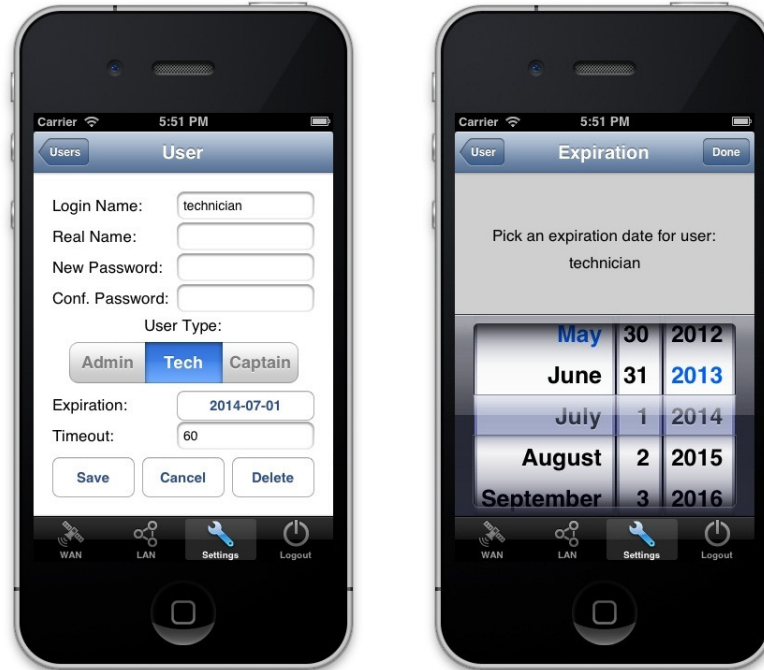 Carrier 5:51 PM
Users User
Login Name: technician
Real Name:
New Password:
Conf. Password:
User Type:
Admin Tech Captain
Expiration: 2014-07-01
Timeout: 60
Save Cancel Delete
WAN LAN Settings Logout
Carrier 5:51 PM
User Expiration Done
Pick an expiration date for user:
technician
May 30 2012
June 31 2013
July 1 2014
August 2 2015
September 3 2016
WAN LAN Settings Logout